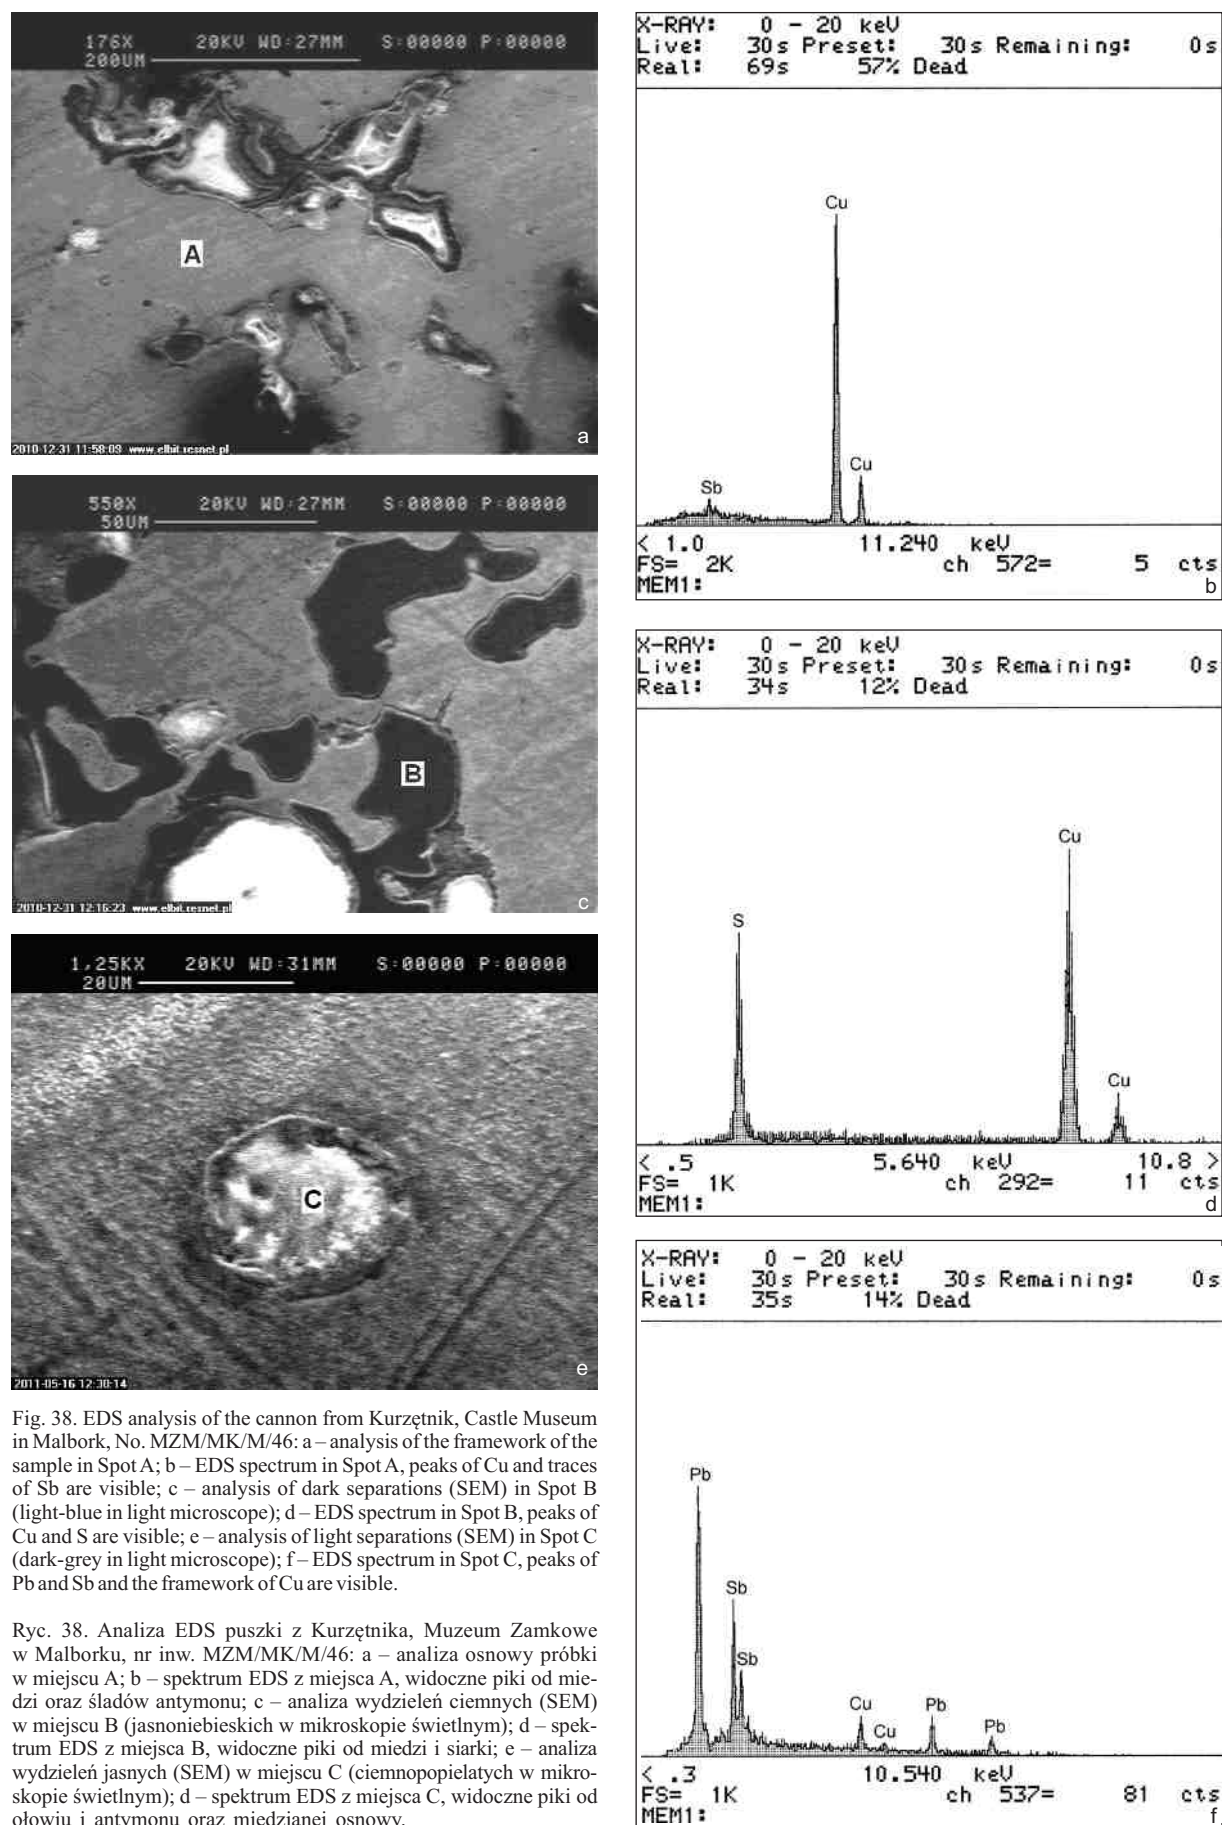 176X 20KV WD:27MM S:00000 P:00000
200UM
A
2010-12-31 11:58:09 www.elbit.resnet.pl
a
X-RAY: 0 - 20 keV
Live: 30s Preset: 30s Remaining: 0s
Real: 69s 57% Dead
Cu
Cu
Sb
< 1.0 11.240 keV
FS= 2K ch 572= 5 cts
MEM1:
b
550X 20KV WD:27MM S:00000 P:00000
50UM
B
2010-12-31 12:16:23 www.elbit.resnet.pl
c
X-RAY: 0 - 20 keV
Live: 30s Preset: 30s Remaining: 0s
Real: 34s 12% Dead
Cu
S
Cu
< .5 5.640 keV 10.8 >
FS= 1K ch 292= 11 cts
MEM1:
d
1,25KX 20KV WD:31MM S:00000 P:00000
20UM
C
2011-05-16 12:30:14
e
X-RAY: 0 - 20 keV
Live: 30s Preset: 30s Remaining: 0s
Real: 35s 14% Dead
Pb
Sb
Sb
Cu
Cu
Pb
Pb
< .3 10.540 keV
FS= 1K ch 537= 81 cts
MEM1:
f
Fig. 38. EDS analysis of the cannon from Kurzętnik, Castle Museum
in Malbork, No. MZM/MK/M/46: a – analysis of the framework of the
sample in Spot A; b – EDS spectrum in Spot A, peaks of Cu and traces
of Sb are visible; c – analysis of dark separations (SEM) in Spot B
(light-blue in light microscope); d – EDS spectrum in Spot B, peaks of
Cu and S are visible; e – analysis of light separations (SEM) in Spot C
(dark-grey in light microscope); f – EDS spectrum in Spot C, peaks of
Pb and Sb and the framework of Cu are visible.
Ryc. 38. Analiza EDS puszki z Kurzętnika, Muzeum Zamkowe
w Malborku, nr inw. MZM/MK/M/46: a – analiza osnowy próbki
w miejscu A; b – spektrum EDS z miejsca A, widoczne piki od mie-
dzi oraz śladów antymonu; c – analiza wydzieleń ciemnych (SEM)
w miejscu B (jasnoniebieskich w mikroskopie świetlnym); d – spek-
trum EDS z miejsca B, widoczne piki od miedzi i siarki; e – analiza
wydzieleń jasnych (SEM) w miejscu C (ciemnopopielatych w mikro-
skopie świetlnym); d – spektrum EDS z miejsca C, widoczne piki od
ołowiu i antymonu oraz miedzianej osnowy.